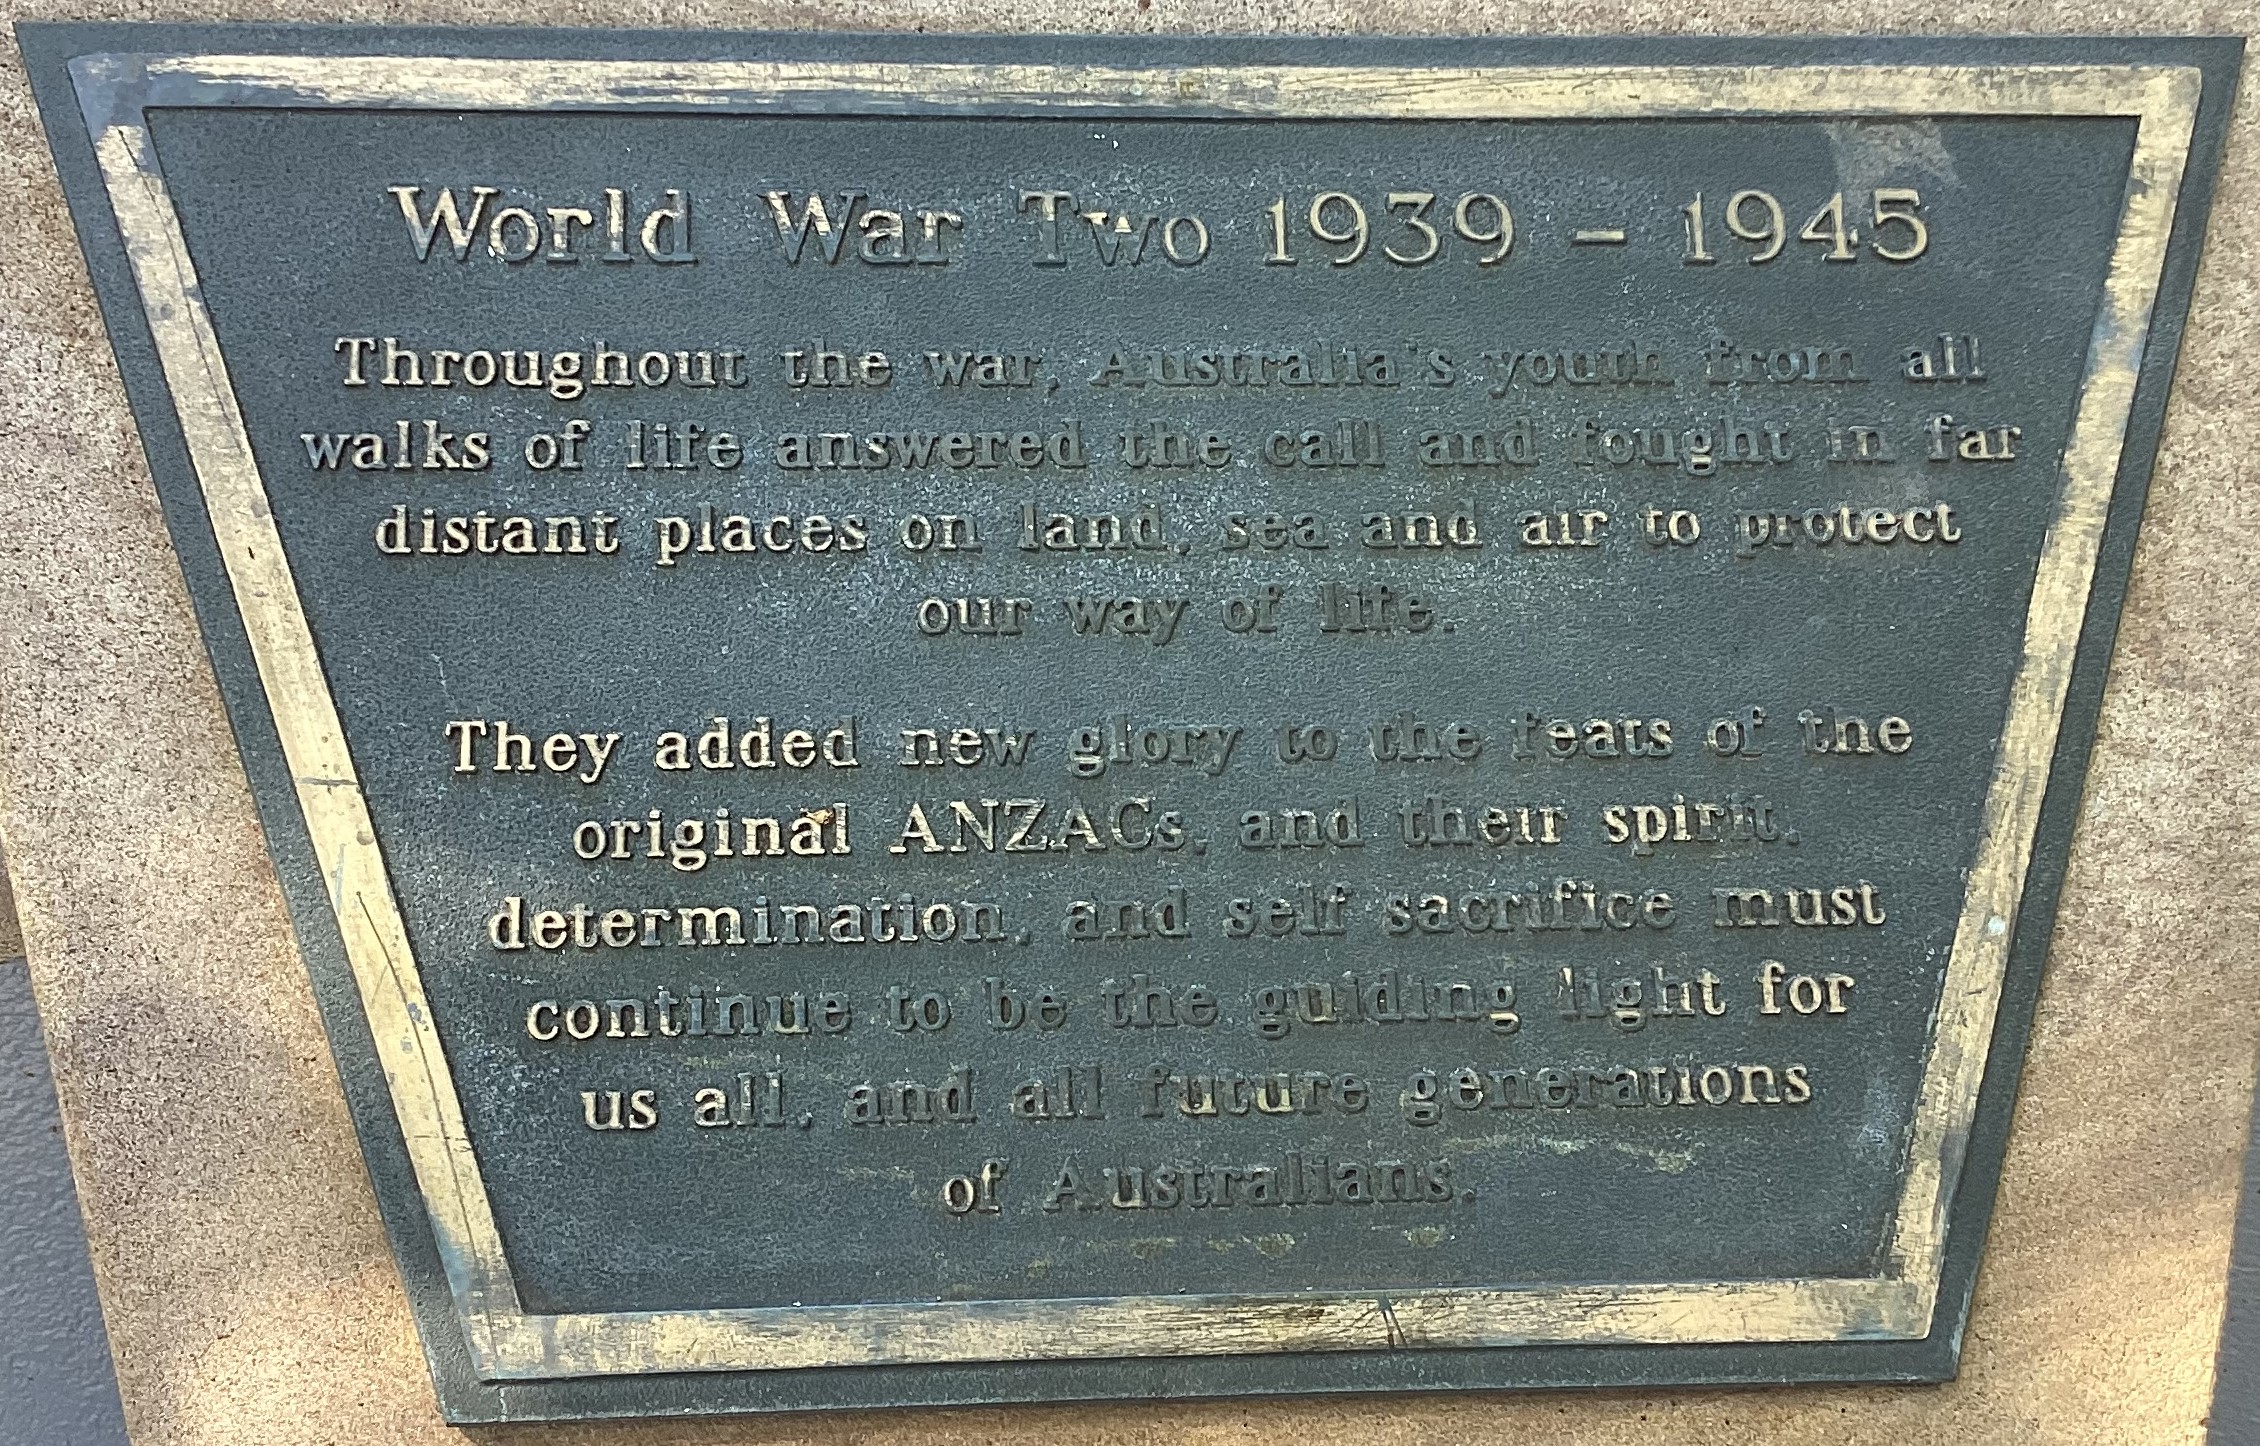 World War Two 1939 - 1945
Throughout the war, Australia's youth from all
walks of life answered the call and fought in far
distant places on land, sea and air to protect
our way of life.
They added new glory to the feats of the
original ANZACs, and their spirit,
determination, and self sacrifice must
continue to be the guiding light for
us all, and all future generations
of Australians.